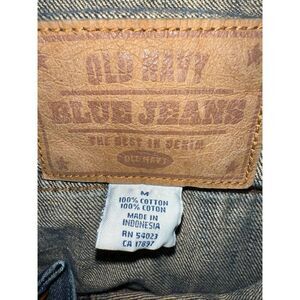 OLD NAVY
BLUE JEANS
THE BEST IN DENIM
OLD NAVY
M
100% COTTON
100% COTON
MADE IN
INDONESIA
RN 54023
CA 17897